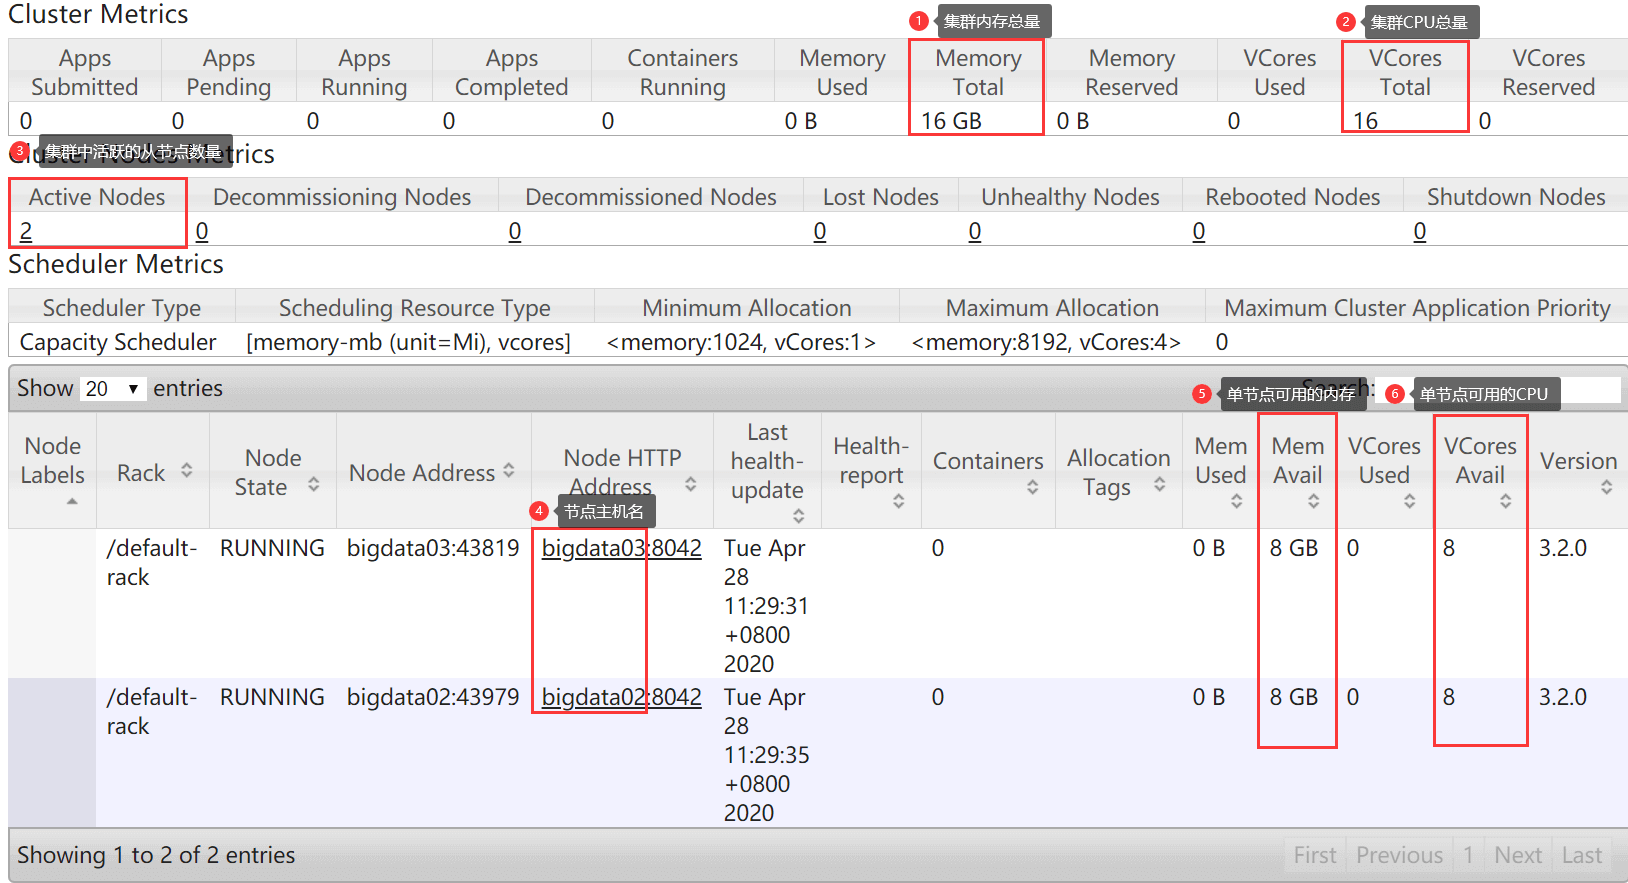 Cluster Metrics
1 集群内存总量
2 集群CPU总量
Apps Submitted Apps Pending Apps Running Apps Completed Containers Running Memory Used Memory Total Memory Reserved VCores Used VCores Total VCores Reserved
0 0 0 0 0 0 B 16 GB 0 B 0 16 0
3 集群中活跃的从节点数量
Cluster Nodes Metrics
Active Nodes Decommissioning Nodes Decommissioned Nodes Lost Nodes Unhealthy Nodes Rebooted Nodes Shutdown Nodes
2 0 0 0 0 0 0
Scheduler Metrics
Scheduler Type Scheduling Resource Type Minimum Allocation Maximum Allocation Maximum Cluster Application Priority
Capacity Scheduler [memory-mb (unit=Mi), vcores] <memory:1024, vCores:1> <memory:8192, vCores:4> 0
Show 20 entries Search:
5 单节点可用的内存
6 单节点可用的CPU
Node Labels Rack Node State Node Address Node HTTP Address Last health-update Health-report Containers Allocation Tags Mem Used Mem Avail VCores Used VCores Avail Version
4 节点主机名
/default-rack RUNNING bigdata03:43819 bigdata03:8042 Tue Apr 28 11:29:31 +0800 2020 0 0 B 8 GB 0 8 3.2.0
/default-rack RUNNING bigdata02:43979 bigdata02:8042 Tue Apr 28 11:29:35 +0800 2020 0 0 B 8 GB 0 8 3.2.0
Showing 1 to 2 of 2 entries First Previous 1 Next Last